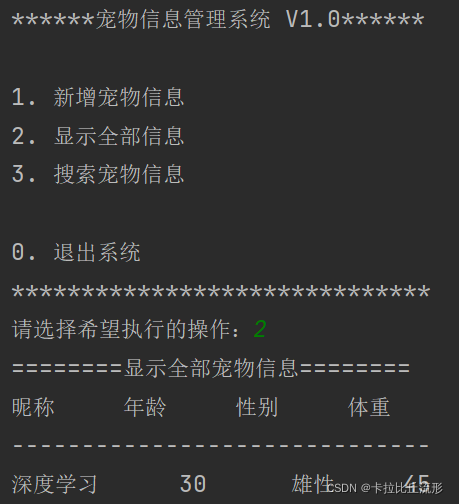 ******宠物信息管理系统 V1.0******
1. 新增宠物信息
2. 显示全部信息
3. 搜索宠物信息
0. 退出系统
******************************
请选择希望执行的操作：2
========显示全部宠物信息========
昵称 年龄 性别 体重
------------------------------
深度学习 30 雄性 45
CSDN @卡拉比丘流形